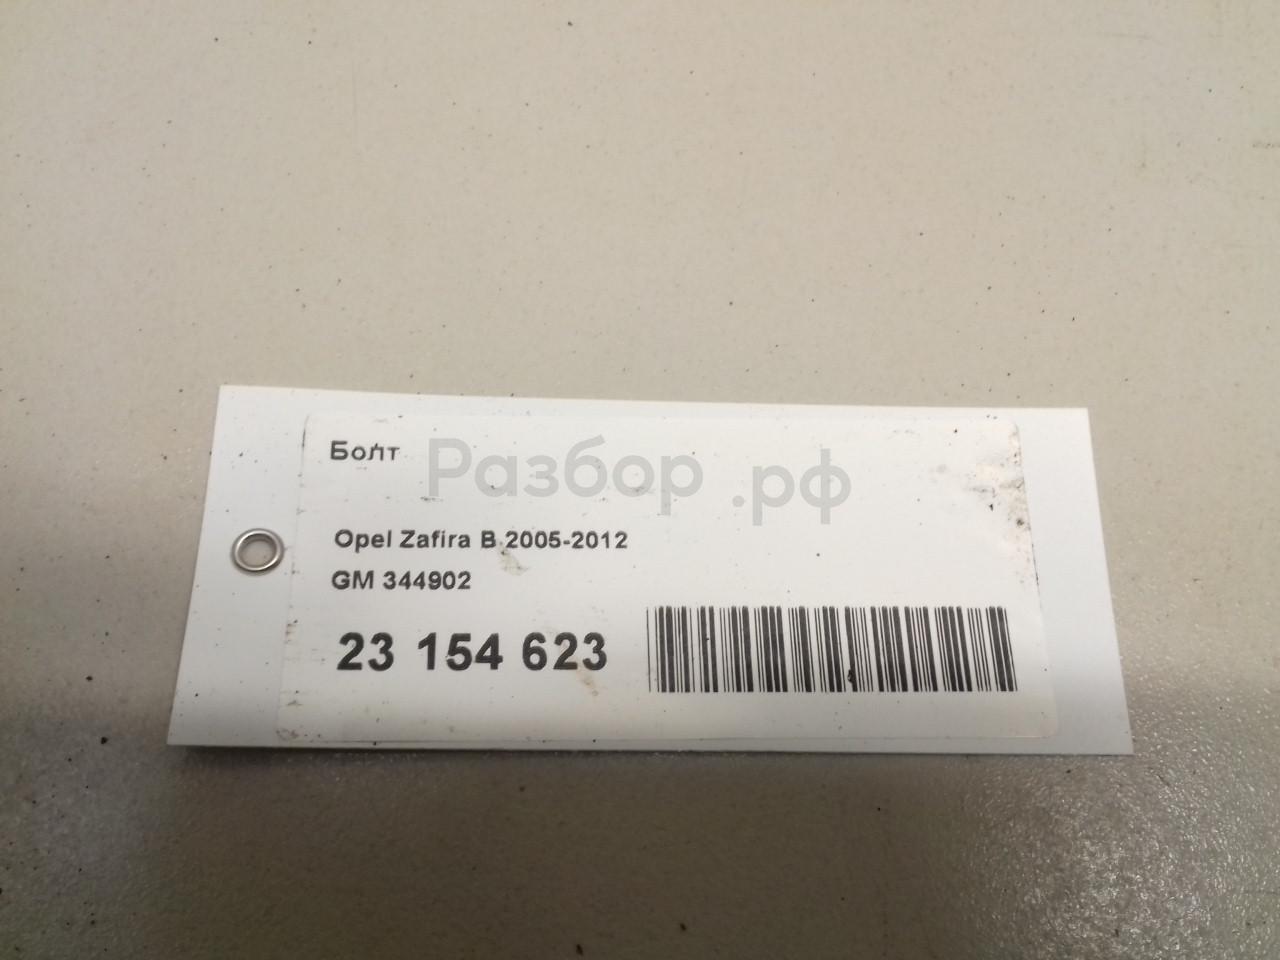 Болт
Разбор.рф
Opel Zafira B 2005-2012
GM 344902
23 154 623